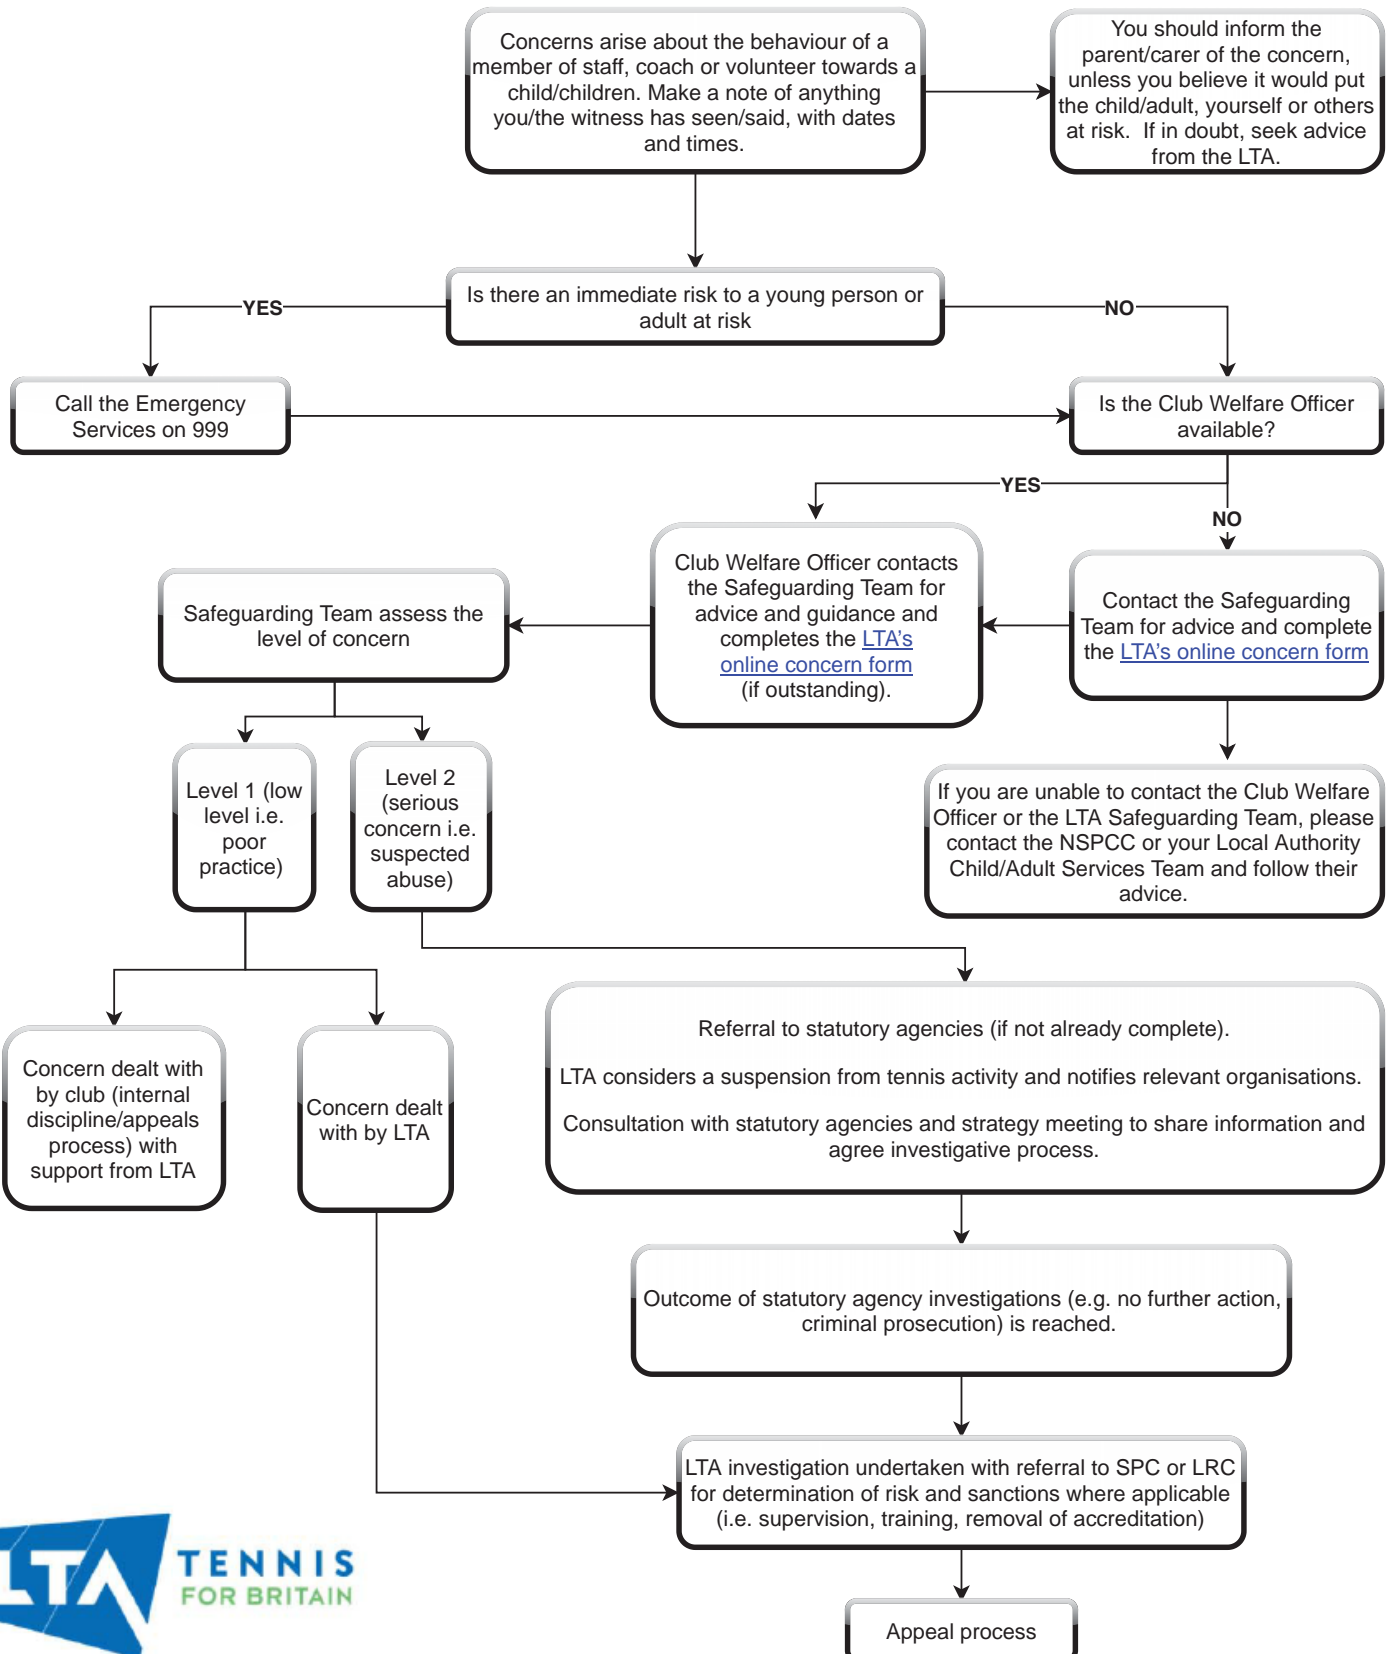 Concerns arise about the behaviour of a
member of staff, coach or volunteer towards a
child/children. Make a note of anything
you/the witness has seen/said, with dates
and times.
You should inform the
parent/carer of the concern,
unless you believe it would put
the child/adult, yourself or others
at risk.  If in doubt, seek advice
from the LTA.
Is there an immediate risk to a young person or
adult at risk
YES
NO
Call the Emergency
Services on 999
Is the Club Welfare Officer
available?
YES
NO
Club Welfare Officer contacts
the Safeguarding Team for
advice and guidance and
completes the LTA’s
online concern form
(if outstanding).
Contact the Safeguarding
Team for advice and complete
the LTA’s online concern form
Safeguarding Team assess the
level of concern
Level 1 (low
level i.e.
poor
practice)
Level 2
(serious
concern i.e.
suspected
abuse)
If you are unable to contact the Club Welfare
Officer or the LTA Safeguarding Team, please
contact the NSPCC or your Local Authority
Child/Adult Services Team and follow their
advice.
Concern dealt with
by club (internal
discipline/appeals
process) with
support from LTA
Concern dealt
with by LTA
Referral to statutory agencies (if not already complete).
LTA considers a suspension from tennis activity and notifies relevant organisations.
Consultation with statutory agencies and strategy meeting to share information and
agree investigative process.
Outcome of statutory agency investigations (e.g. no further action,
criminal prosecution) is reached.
LTA investigation undertaken with referral to SPC or LRC
for determination of risk and sanctions where applicable
(i.e. supervision, training, removal of accreditation)
Appeal process
LTA
TENNIS
FOR BRITAIN